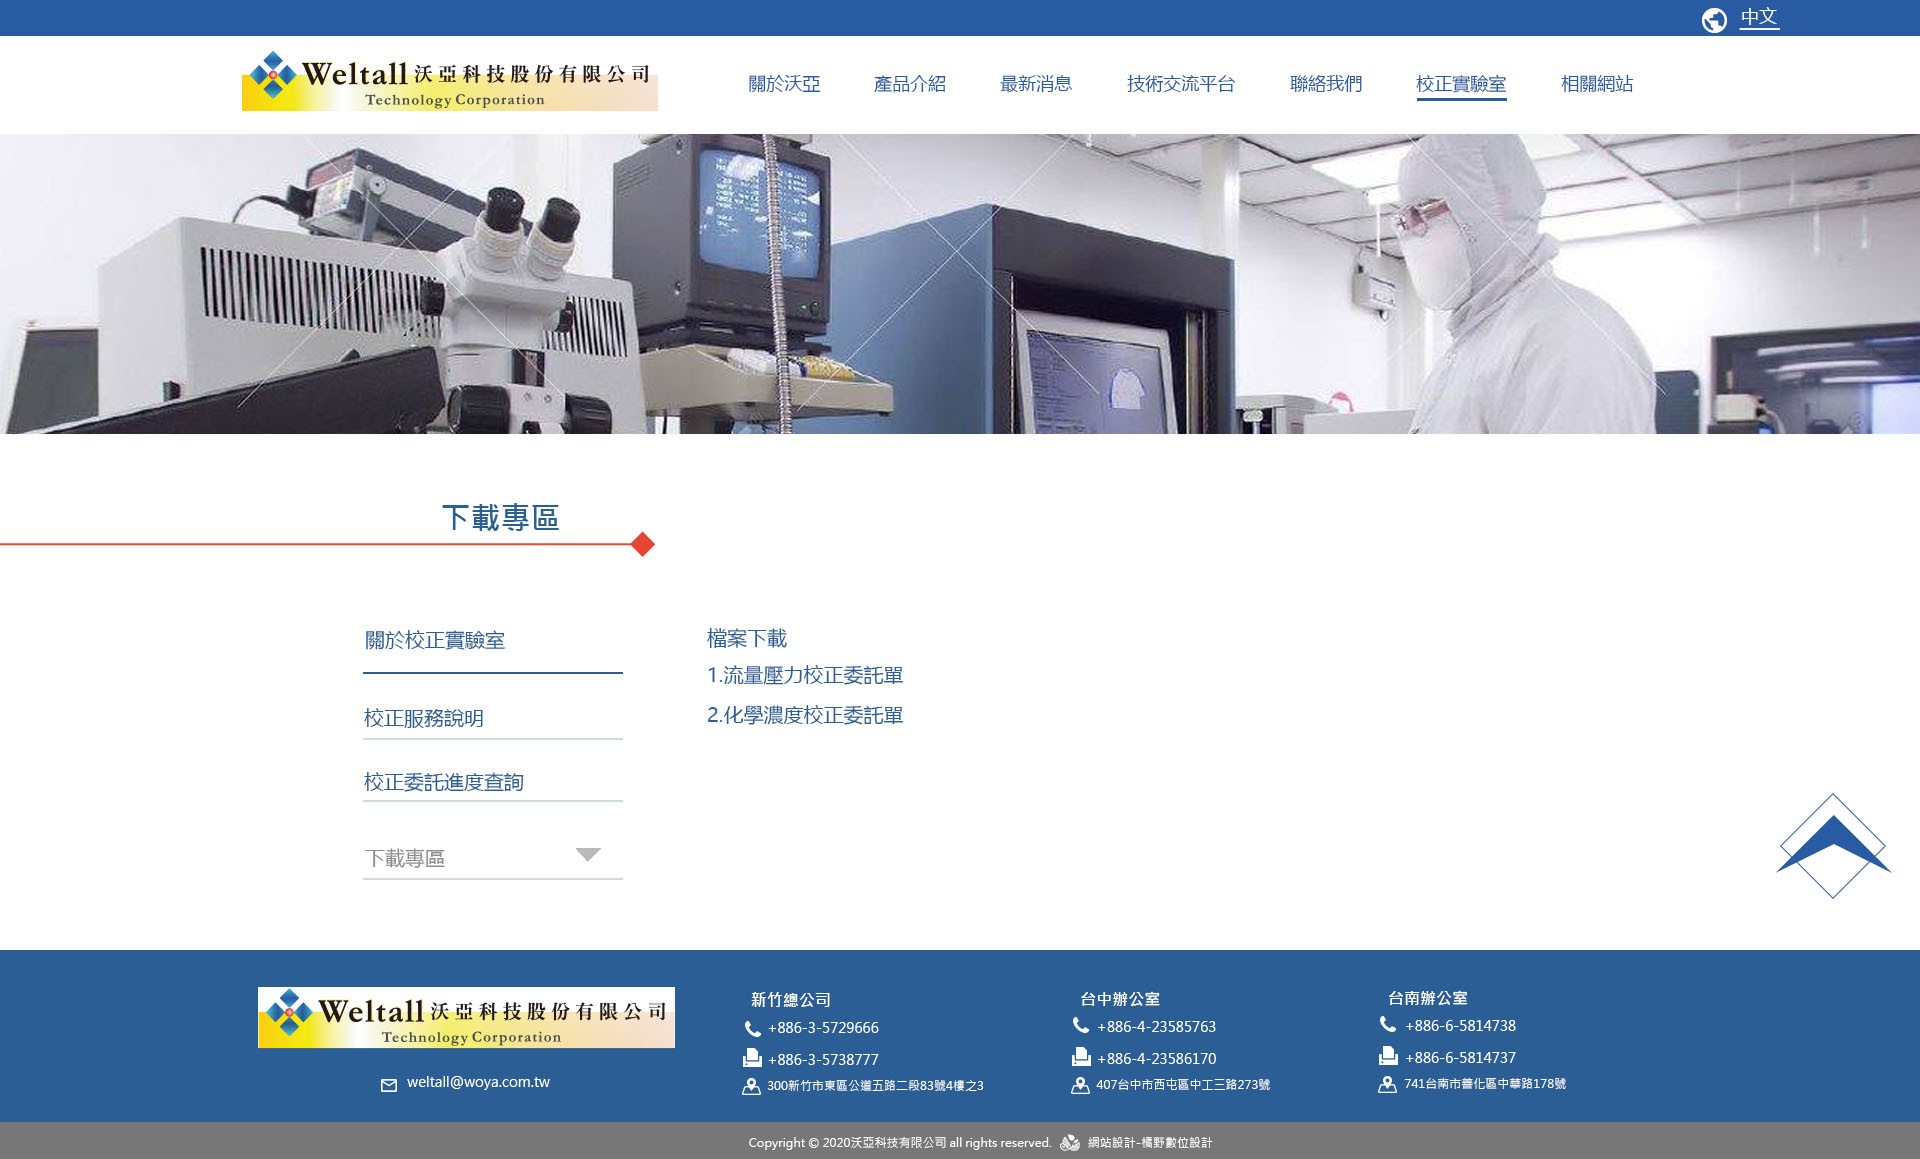 中文
Weltall 沃亞科技股份有限公司
Technology Corporation
關於沃亞 產品介紹 最新消息 技術交流平台 聯絡我們 校正實驗室 相關網站
下載專區
關於校正實驗室
校正服務說明
校正委託進度查詢
下載專區
檔案下載
1.流量壓力校正委託單
2.化學濃度校正委託單
Weltall 沃亞科技股份有限公司
Technology Corporation
weltall@woya.com.tw
新竹總公司
+886-3-5729666
+886-3-5738777
300新竹市東區公道五路二段83號4樓之3
台中辦公室
+886-4-23585763
+886-4-23586170
407台中市西屯區中工三路273號
台南辦公室
+886-6-5814738
+886-6-5814737
741台南市善化區中華路178號
Copyright © 2020沃亞科技有限公司 all rights reserved. 網站設計-橘野數位設計